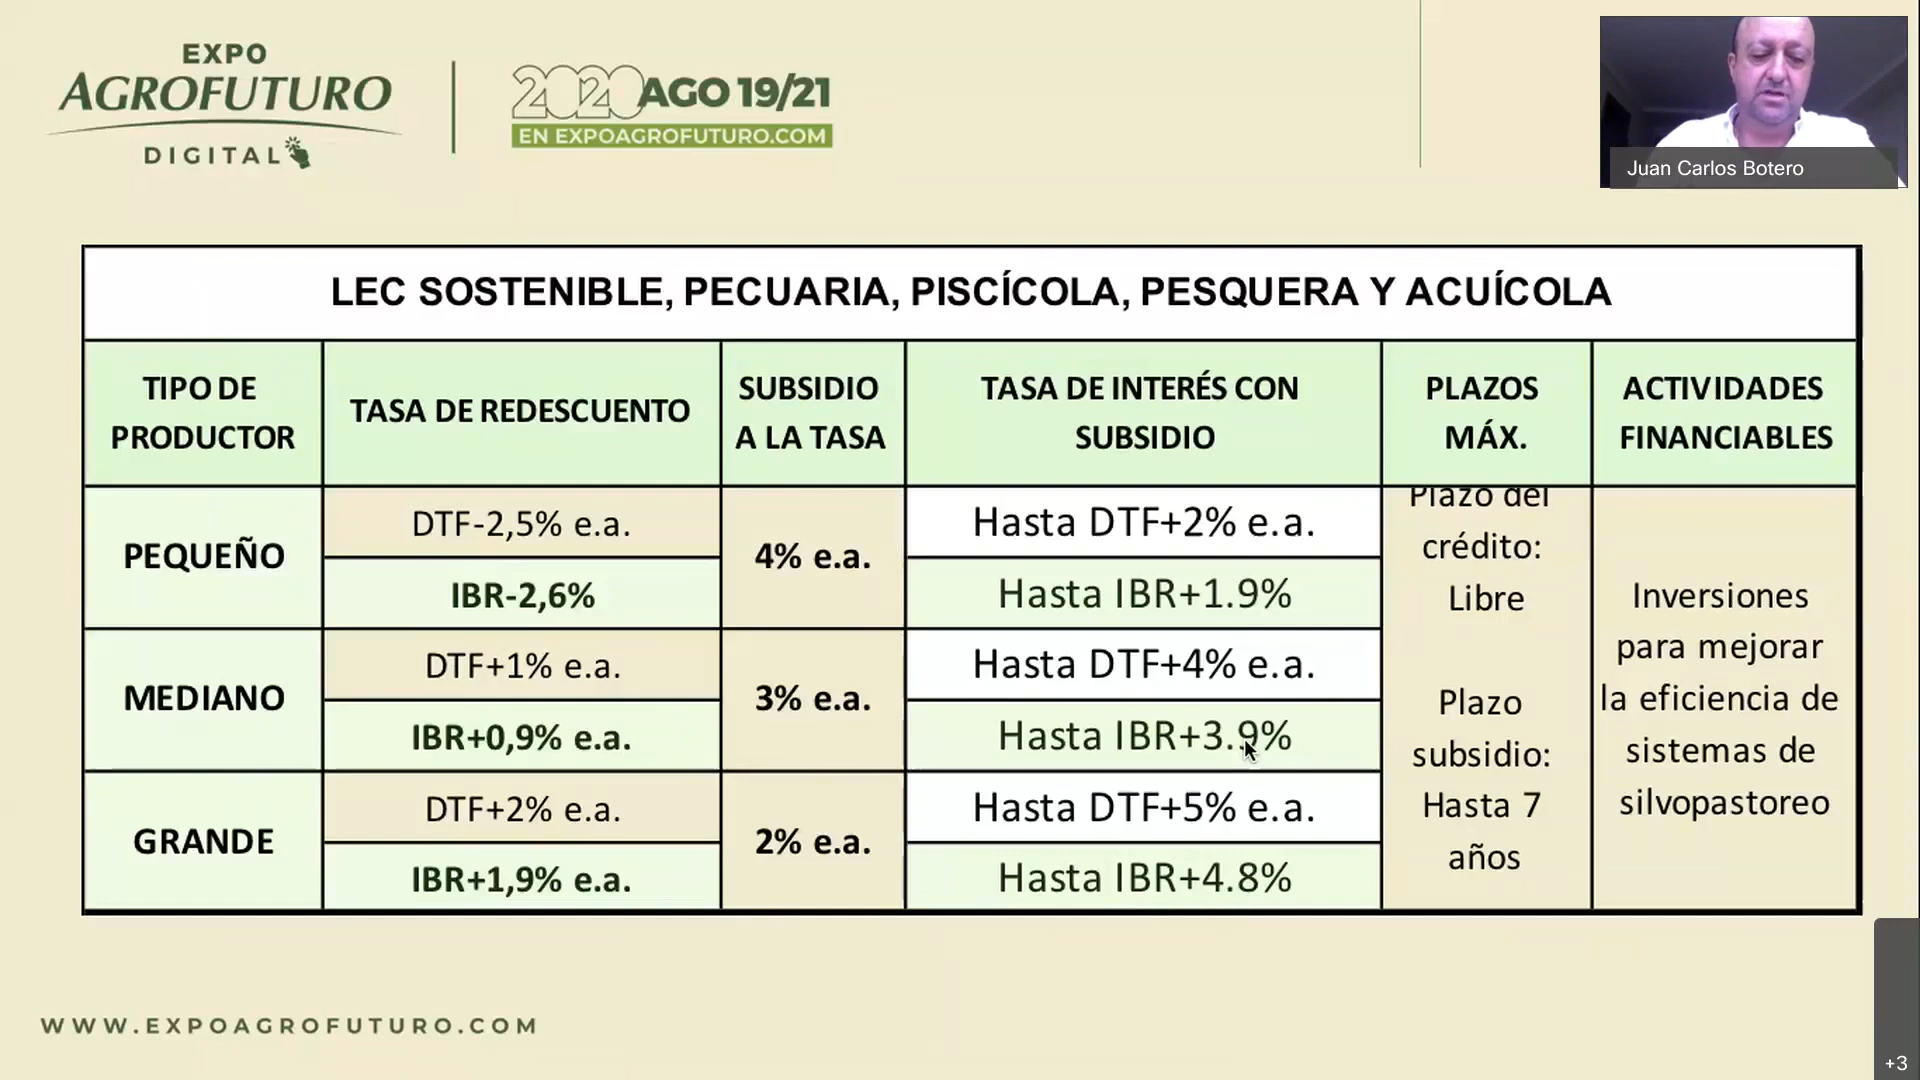 EXPO
AGROFUTURO
DIGITAL
2020 AGO 19/21
EN EXPOAGROFUTURO.COM
Juan Carlos Botero
LEC SOSTENIBLE, PECUARIA, PISCÍCOLA, PESQUERA Y ACUÍCOLA
TIPO DE
PRODUCTOR
TASA DE REDESCUENTO
SUBSIDIO
A LA TASA
TASA DE INTERÉS CON
SUBSIDIO
PLAZOS
MÁX.
ACTIVIDADES
FINANCIABLES
PEQUEÑO
DTF-2,5% e.a.
IBR-2,6%
4% e.a.
Hasta DTF+2% e.a.
Hasta IBR+1.9%
MEDIANO
DTF+1% e.a.
IBR+0,9% e.a.
3% e.a.
Hasta DTF+4% e.a.
Hasta IBR+3.9%
GRANDE
DTF+2% e.a.
IBR+1,9% e.a.
2% e.a.
Hasta DTF+5% e.a.
Hasta IBR+4.8%
Plazo del
crédito:
Libre
Plazo
subsidio:
Hasta 7
años
Inversiones
para mejorar
la eficiencia de
sistemas de
silvopastoreo
WWW.EXPOAGROFUTURO.COM
+3